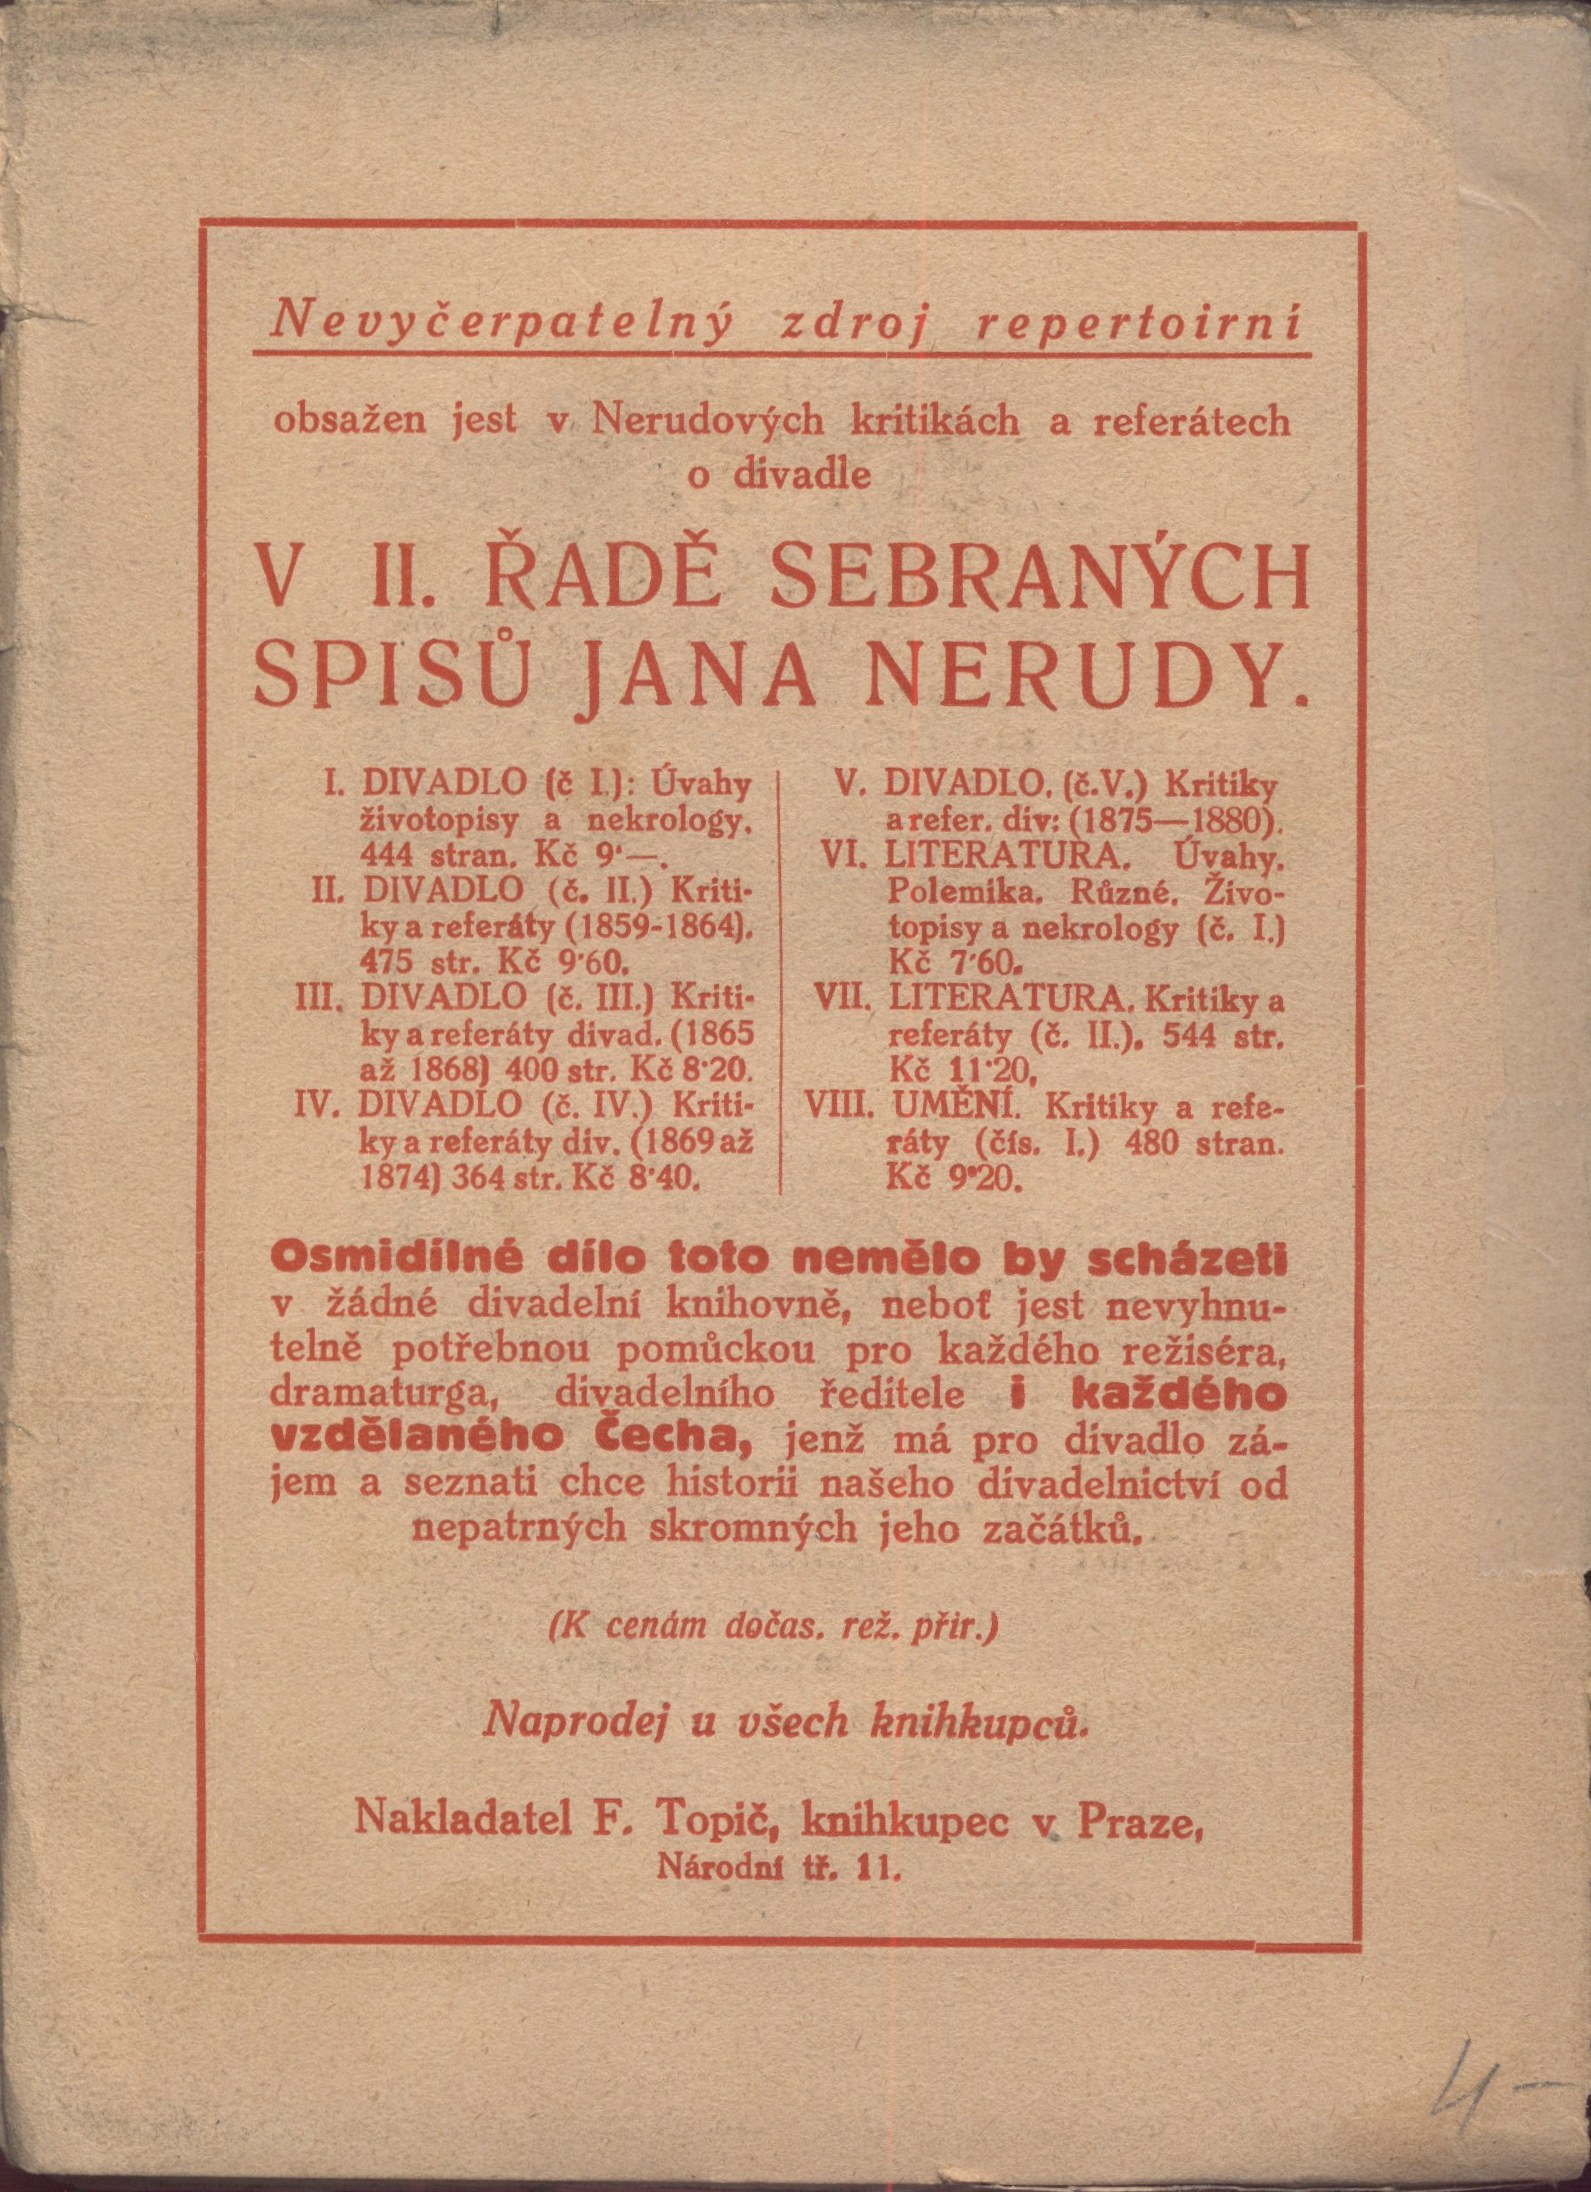 Nevyčerpatelný zdroj repertoirní
obsažen jest v Nerudových kritikách a referátech
o divadle
V II. ŘADĚ SEBRANÝCH
SPISŮ JANA NERUDY.
I. DIVADLO (č I.): Úvahy
životopisy a nekrology.
444 stran. Kč 9·—.
II. DIVADLO (č. II.) Kriti-
ky a referáty (1859-1864).
475 str. Kč 9·60.
III. DIVADLO (č. III.) Kriti-
ky a referáty divad. (1865
až 1868) 400 str. Kč 8·20.
IV. DIVADLO (č. IV.) Kriti-
ky a referáty div. (1869 až
1874) 364 str. Kč 8·40.
V. DIVADLO. (č.V.) Kritiky
a refer. div: (1875—1880).
VI. LITERATURA. Úvahy.
Polemika. Různé. Živo-
topisy a nekrology (č. I.)
Kč 7·60.
VII. LITERATURA. Kritiky a
referáty (č. II.). 544 str.
Kč 11·20.
VIII. UMĚNÍ. Kritiky a refe-
ráty (čís. I.) 480 stran.
Kč 9·20.
Osmidílné dílo toto nemělo by scházeti
v žádné divadelní knihovně, neboť jest nevyhnu-
telně potřebnou pomůckou pro každého režiséra,
dramaturga, divadelního ředitele i každého
vzdělaného Čecha, jenž má pro divadlo zá-
jem a seznati chce historii našeho divadelnictví od
nepatrných skromných jeho začátků.
(K cenám dočas. rež. přir.)
Naprodej u všech knihkupců.
Nakladatel F. Topič, knihkupec v Praze,
Národní tř. 11.
4—